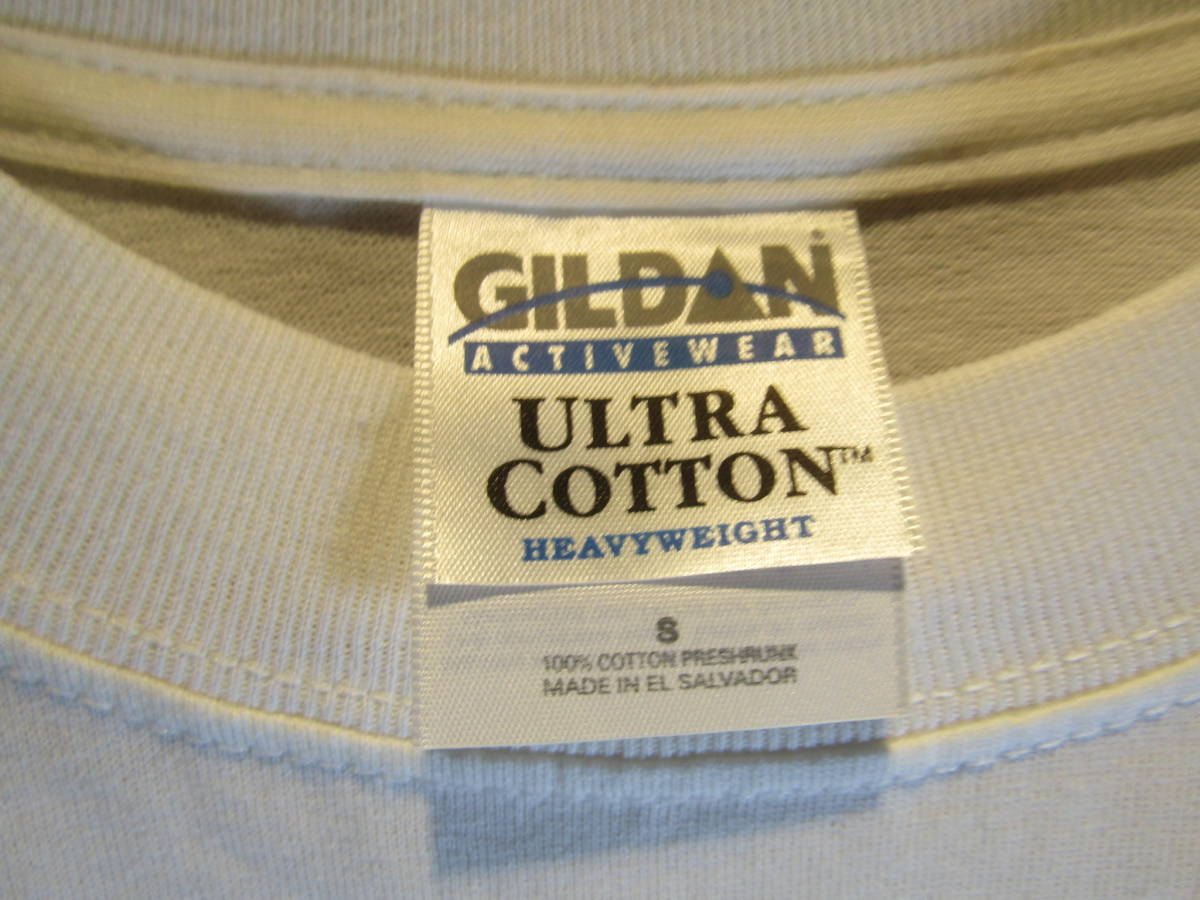 GILDAN®
ACTIVEWEAR
ULTRA
COTTON™
HEAVYWEIGHT
S
100% COTTON PRESHRUNK
MADE IN EL SALVADOR